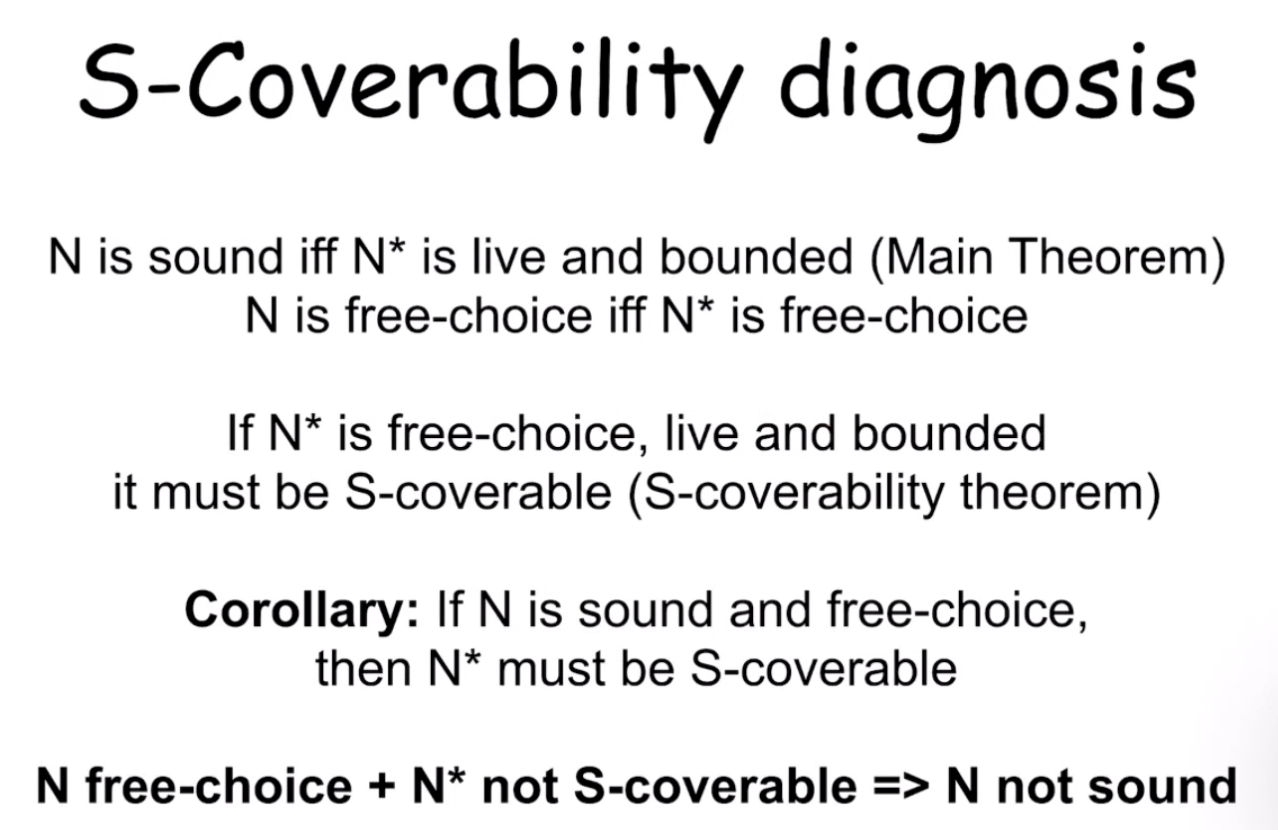 S-Coverability diagnosis
N is sound iff N* is live and bounded (Main Theorem)
N is free-choice iff N* is free-choice
If N* is free-choice, live and bounded
it must be S-coverable (S-coverability theorem)
Corollary: If N is sound and free-choice,
then N* must be S-coverable
N free-choice + N* not S-coverable => N not sound